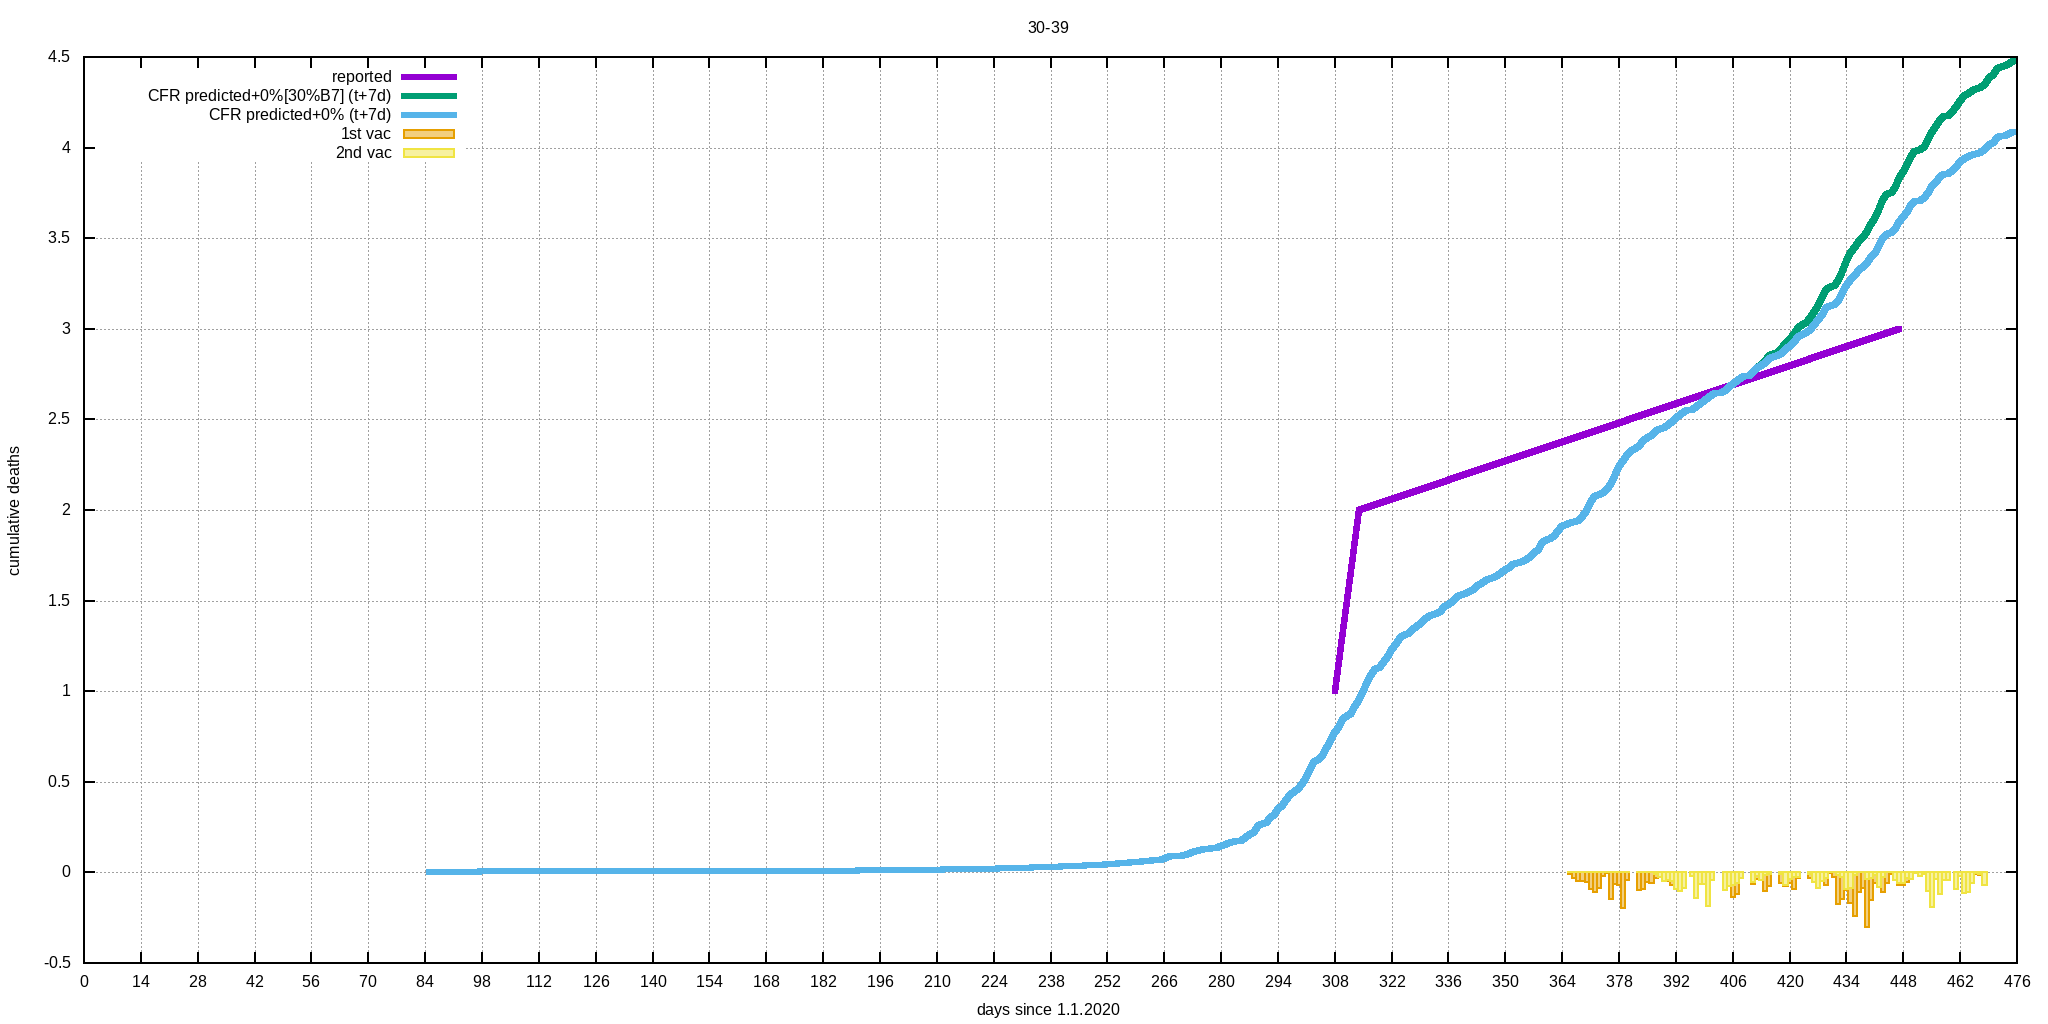 30-39
4.5
4
3.5
3
2.5
2
1.5
1
0.5
0
-0.5
cumulative deaths
reported
CFR predicted+0%[30%B7] (t+7d)
CFR predicted+0% (t+7d)
1st vac
2nd vac
0 14 28 42 56 70 84 98 112 126 140 154 168 182 196 210 224 238 252 266 280 294 308 322 336 350 364 378 392 406 420 434 448 462 476
days since 1.1.2020